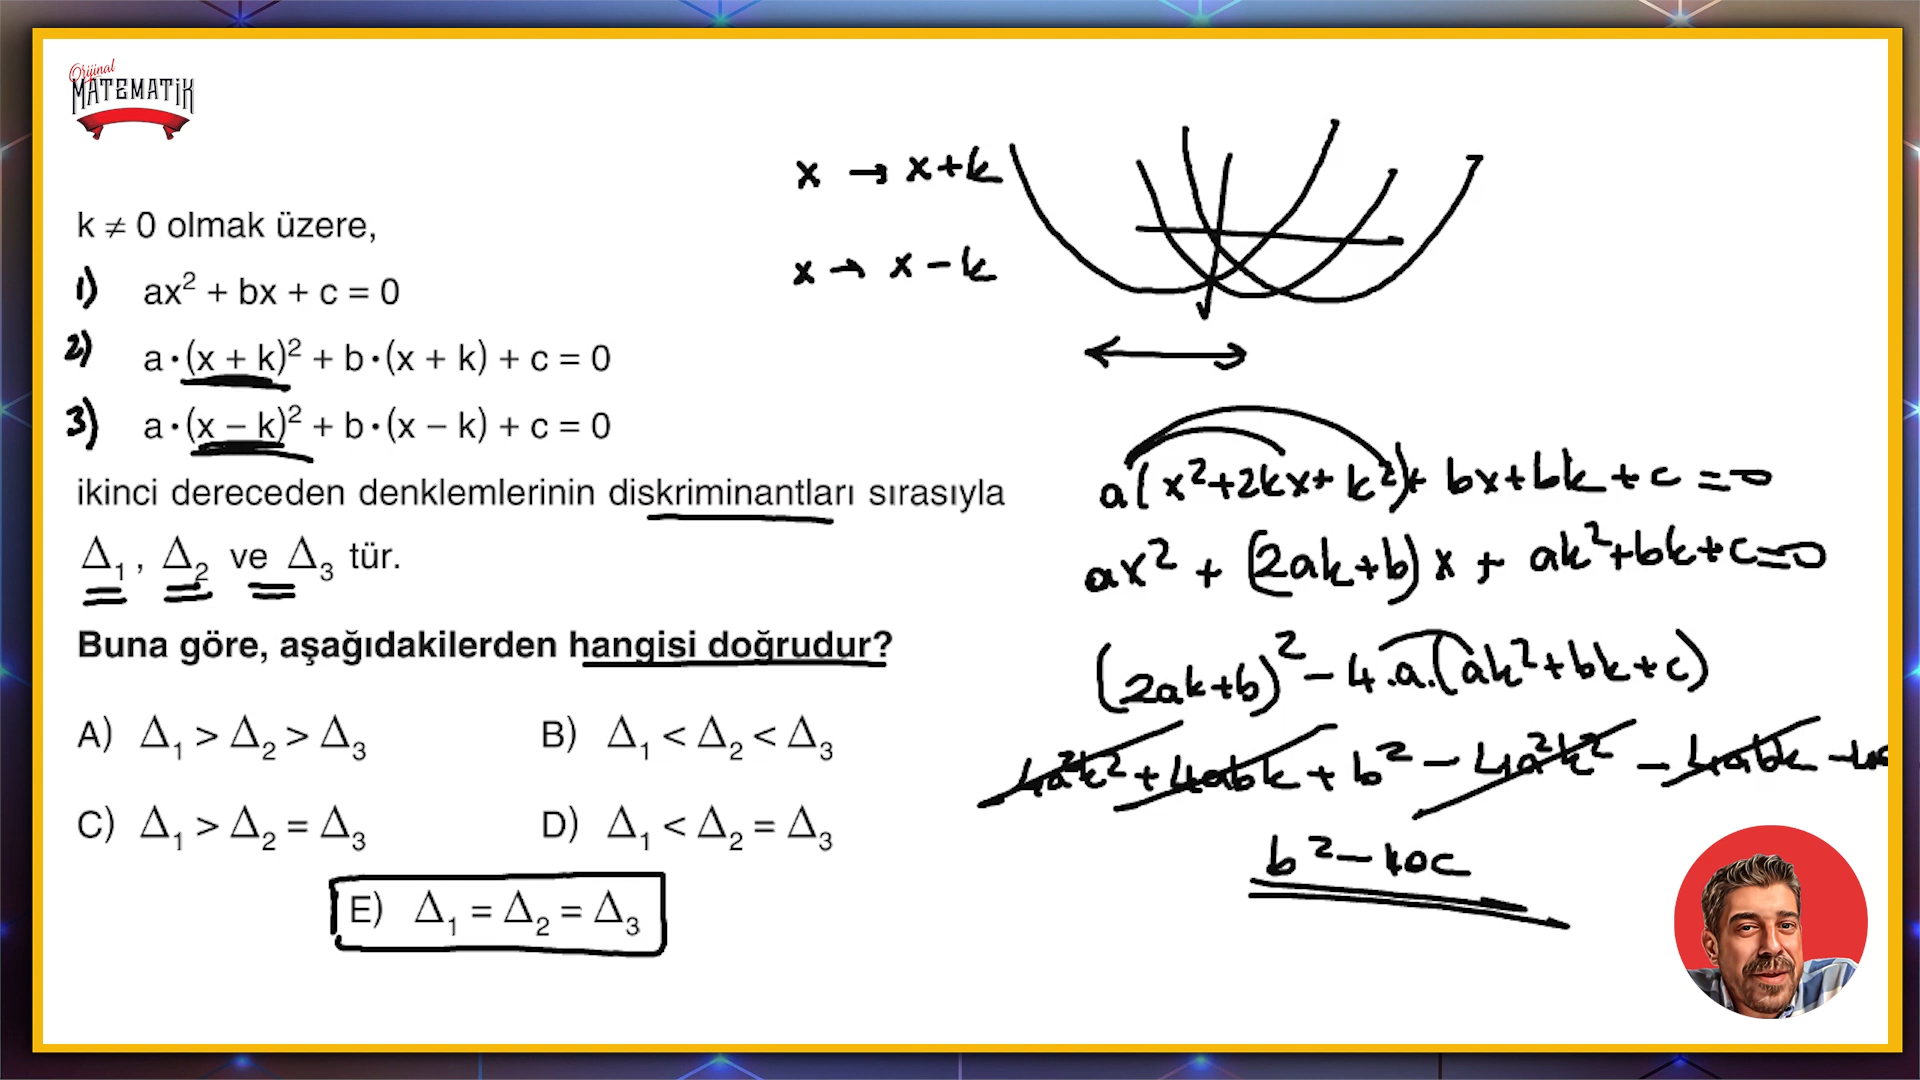 Orijinal
MATEMATİK
k ≠ 0 olmak üzere,
1) ax² + bx + c = 0
2) a·(x + k)² + b·(x + k) + c = 0
3) a·(x – k)² + b·(x – k) + c = 0
ikinci dereceden denklemlerinin diskriminantları sırasıyla
Δ₁, Δ₂ ve Δ₃ tür.
Buna göre, aşağıdakilerden hangisi doğrudur?
A) Δ₁ > Δ₂ > Δ₃
B) Δ₁ < Δ₂ < Δ₃
C) Δ₁ > Δ₂ = Δ₃
D) Δ₁ < Δ₂ = Δ₃
E) Δ₁ = Δ₂ = Δ₃
x → x+k
x → x–k
a(x²+2kx+k²)+ bx+bk+c=0
ax² + (2ak+b)x + ak²+bk+c=0
(2ak+b)² – 4.a.(ak²+bk+c)
4a²k²+4abk+b²–4a²k² –4abk
b²–4ac